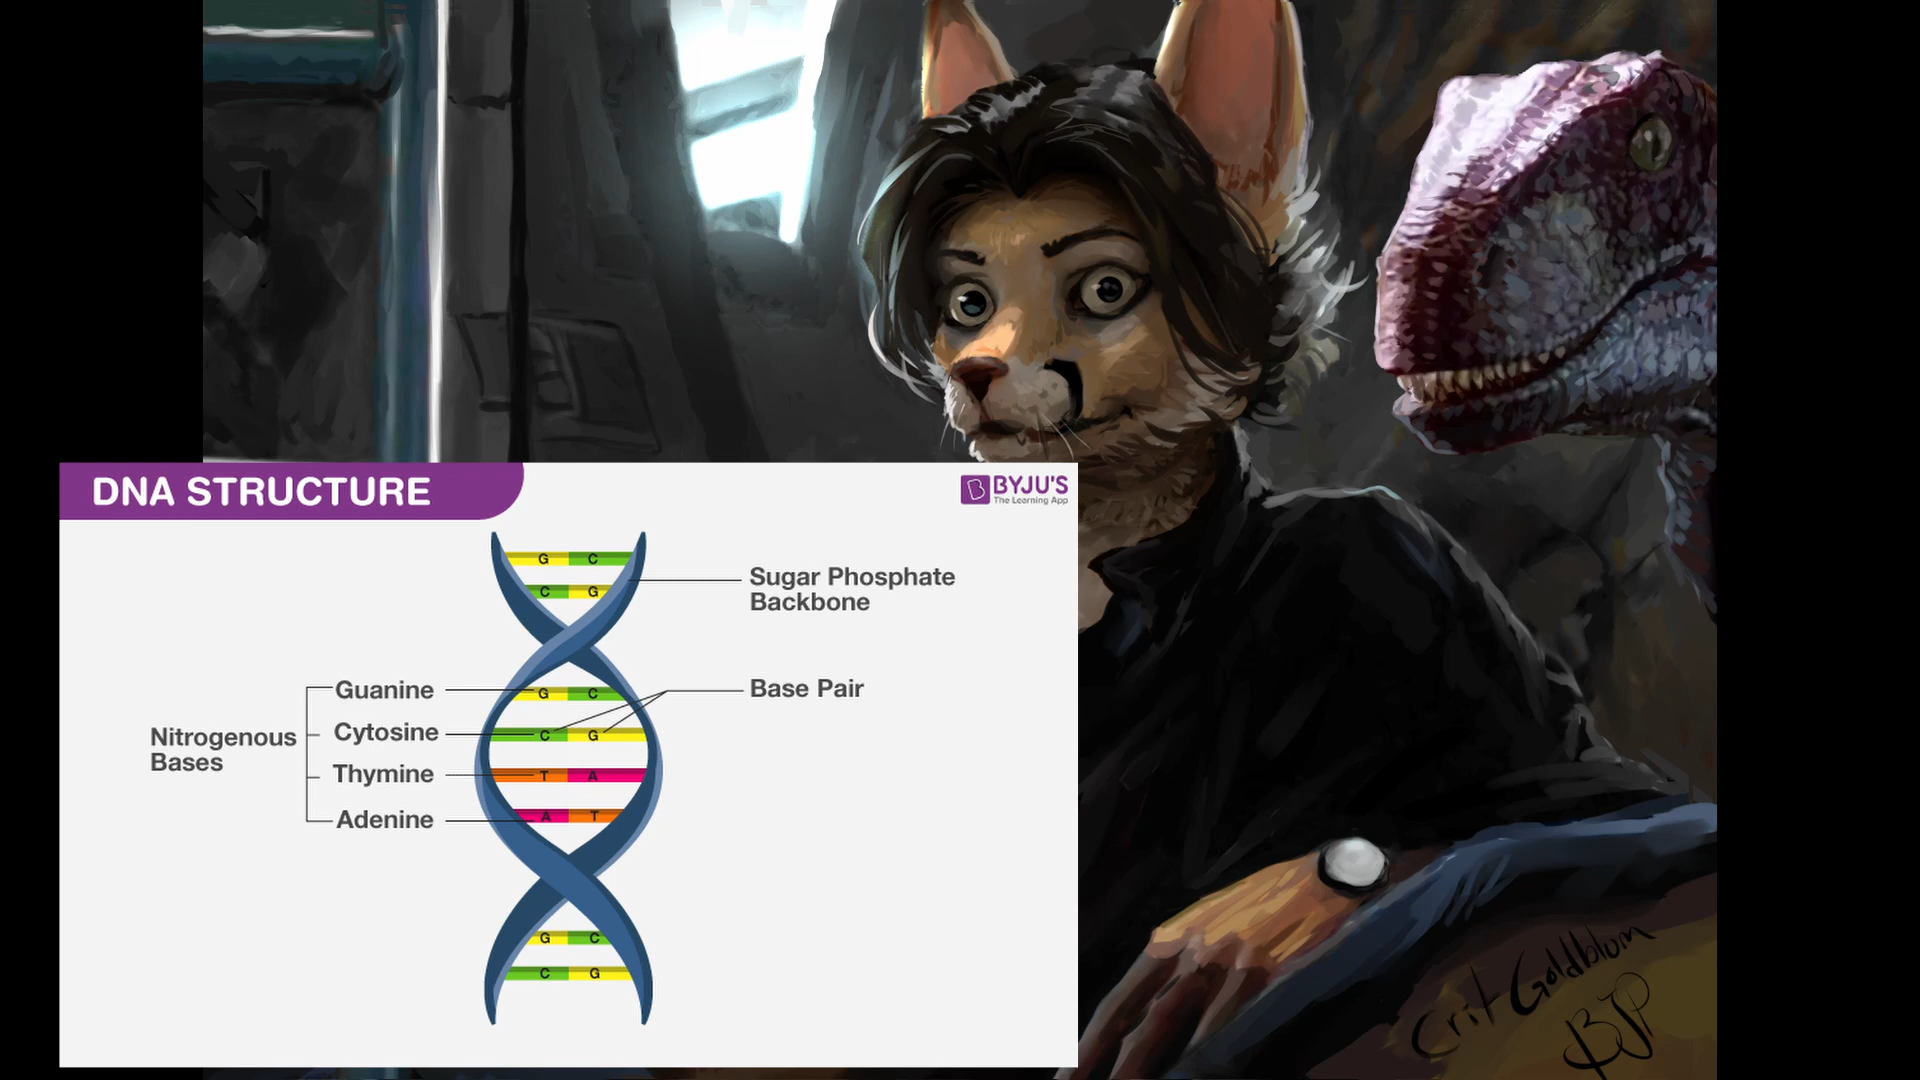 DNA STRUCTURE
BYJU'S
The Learning App
G C
C G
Sugar Phosphate
Backbone
Guanine
G C
Base Pair
Nitrogenous
Bases
Cytosine
C G
Thymine
T A
Adenine
A T
G C
C G
Crit Goldblum
BJP